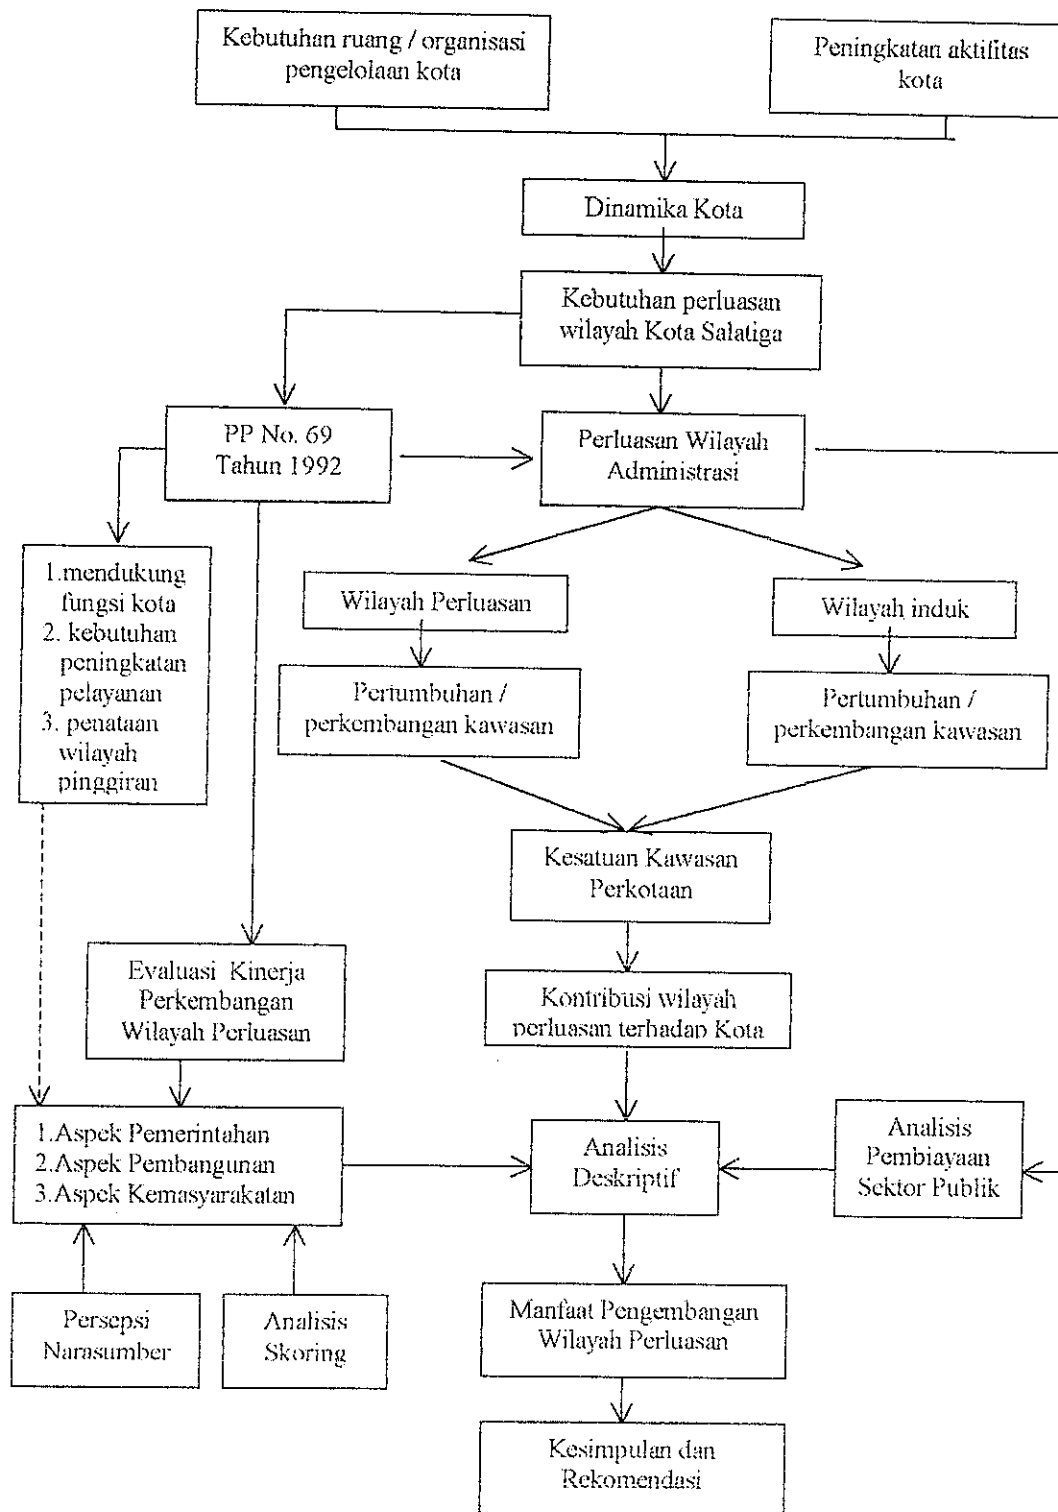 Kebutuhan ruang / organisasi
pengelolaan kota
Peningkatan aktifitas
kota
Dinamika Kota
Kebutuhan perluasan
wilayah Kota Salatiga
PP No. 69
Tahun 1992
Perluasan Wilayah
Administrasi
1.mendukung
fungsi kota
2. kebutuhan
peningkatan
pelayanan
3. penataan
wilayah
pinggiran
Wilayah Perluasan
Wilayah induk
Pertumbuhan /
perkembangan kawasan
Pertumbuhan /
perkembangan kawasan
Kesatuan Kawasan
Perkotaan
Evaluasi Kinerja
Perkembangan
Wilayah Perluasan
Kontribusi wilayah
perluasan terhadap Kota
1.Aspek Pemerintahan
2.Aspek Pembangunan
3.Aspek Kemasyarakatan
Analisis
Deskriptif
Analisis
Pembiayaan
Sektor Publik
Persepsi
Narasumber
Analisis
Skoring
Manfaat Pengembangan
Wilayah Perluasan
Kesimpulan dan
Rekomendasi